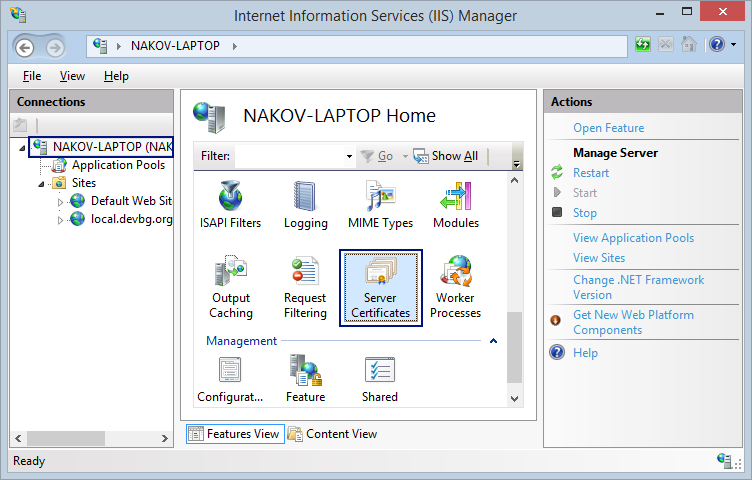 Internet Information Services (IIS) Manager
NAKOV-LAPTOP
File View Help
Connections
NAKOV-LAPTOP (NAK
Application Pools
Sites
Default Web Sit
local.devbg.org
NAKOV-LAPTOP Home
Filter: Go Show All
ISAPI Filters Logging MIME Types Modules
Output Request Server Worker
Caching Filtering Certificates Processes
Management
Configurat... Feature Shared
Features View Content View
Actions
Open Feature
Manage Server
Restart
Start
Stop
View Application Pools
View Sites
Change .NET Framework
Version
Get New Web Platform
Components
Help
Ready